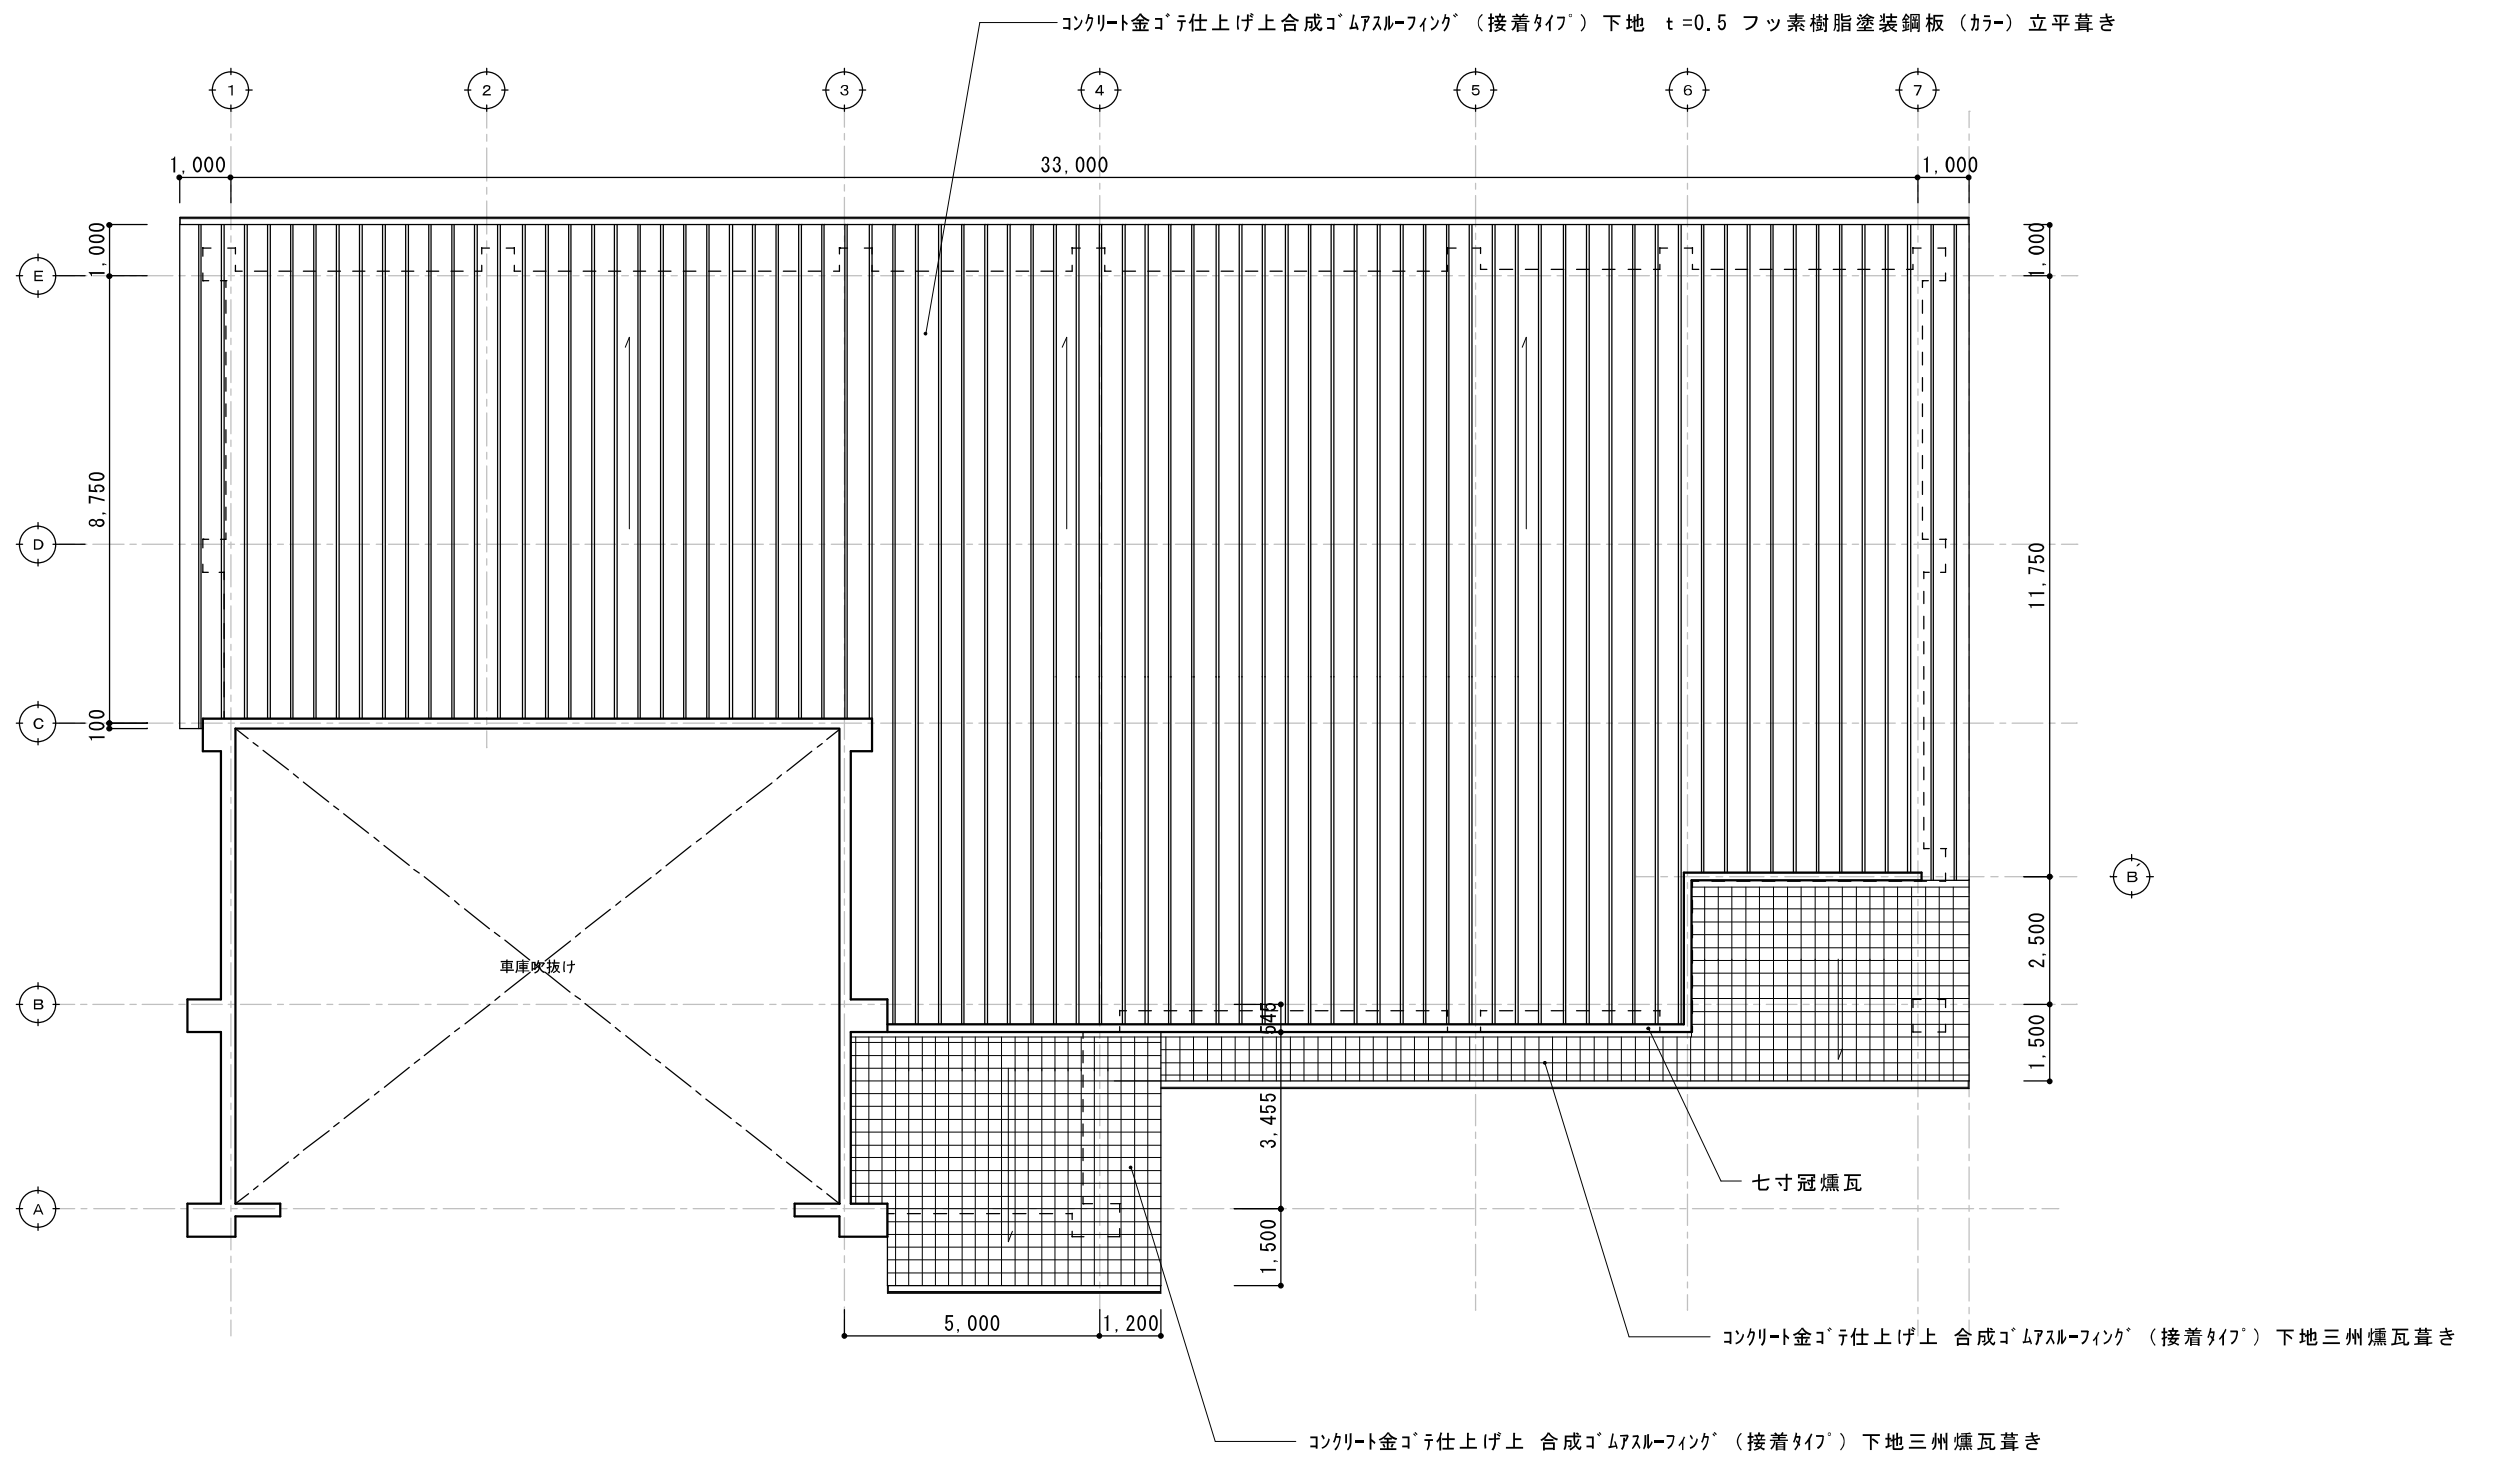 コンクリート金ゴテ仕上げ上合成ゴムアスルーフィング（接着タイプ）下地　t=0.5 フッ素樹脂塗装鋼板（カラー）立平葺き
1
2
3
4
5
6
7
1,000
33,000
1,000
1,000
1,000
E
8,750
D
11,750
100
C
B´
2,500
車庫吹抜け
B
545
1,500
3,455
七寸冠燻瓦
A
1,500
5,000
1,200
コンクリート金ゴテ仕上げ上 合成ゴムアスルーフィング（接着タイプ）下地三州燻瓦葺き
コンクリート金ゴテ仕上げ上 合成ゴムアスルーフィング（接着タイプ）下地三州燻瓦葺き